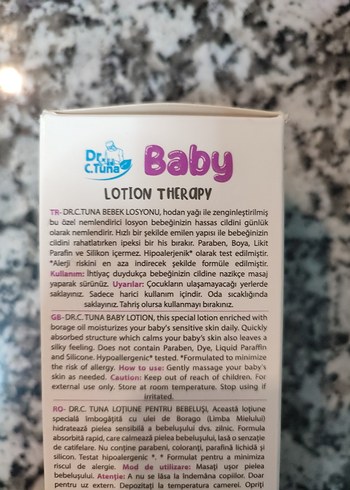 Dr.
C.Tuna
Baby
LOTION THERAPY
TR- DR.C.TUNA BEBEK LOSYONU, hodan yağı ile zenginleştirilmiş
bu özel nemlendirici losyon bebeğinizin hassas cildini günlük
olarak nemlendirir. Hızlı bir şekilde emilen yapısı ile bebeğinizin
cildini rahatlatırken ipeksi bir his bırakır. Paraben, Boya, Likit
Parafin ve Silikon içermez. Hipoalerjenik* olarak test edilmiştir.
*Alerji riskini en aza indirecek şekilde formüle edilmiştir.
Kullanım: İhtiyaç duydukça bebeğinizin cildine nazikçe masaj
yaparak sürünüz. Uyarılar: Çocukların ulaşamayacağı yerlerde
saklayınız. Sadece harici kullanım içindir. Oda sıcaklığında
saklayınız. Tahriş olursa kullanmayı bırakınız.
GB- DR.C.TUNA BABY LOTION, this special lotion enriched with
borage oil moisturizes your baby's sensitive skin daily. Quickly
absorbed structure which calms your baby's skin also leaves a
silky feeling. Does not contain Paraben, Dye, Liquid Paraffin
and Silicone. Hypoallergenic* tested. *Formulated to minimize
the risk of allergy. How to use: Gently massage your baby's
skin as needed. Caution: Keep out of reach of children. For
external use only. Store at room temperature. Stop using if
irritated.
RO- DR.C. TUNA LOȚIUNE PENTRU BEBELUȘI, Această loțiune
specială îmbogățită cu ulei de Borago (Limba Mielului)
hidratează pielea sensibilă a bebelușului dvs. zilnic. Formula
absorbită rapid, care calmează pielea bebelușului, lasă o senzație
de catifelare. Nu conține parabeni, coloranți, parafină lichidă și
silicon. Testat hipoalergenic *. * Formulat pentru a minimiza
riscul de alergie. Mod de utilizare: Masați ușor pielea
bebelușului. Atenție: A nu se lăsa la îndemâna copiilor. Doar
pentru uz extern. Depozitați la temperatura camerei. Opriți